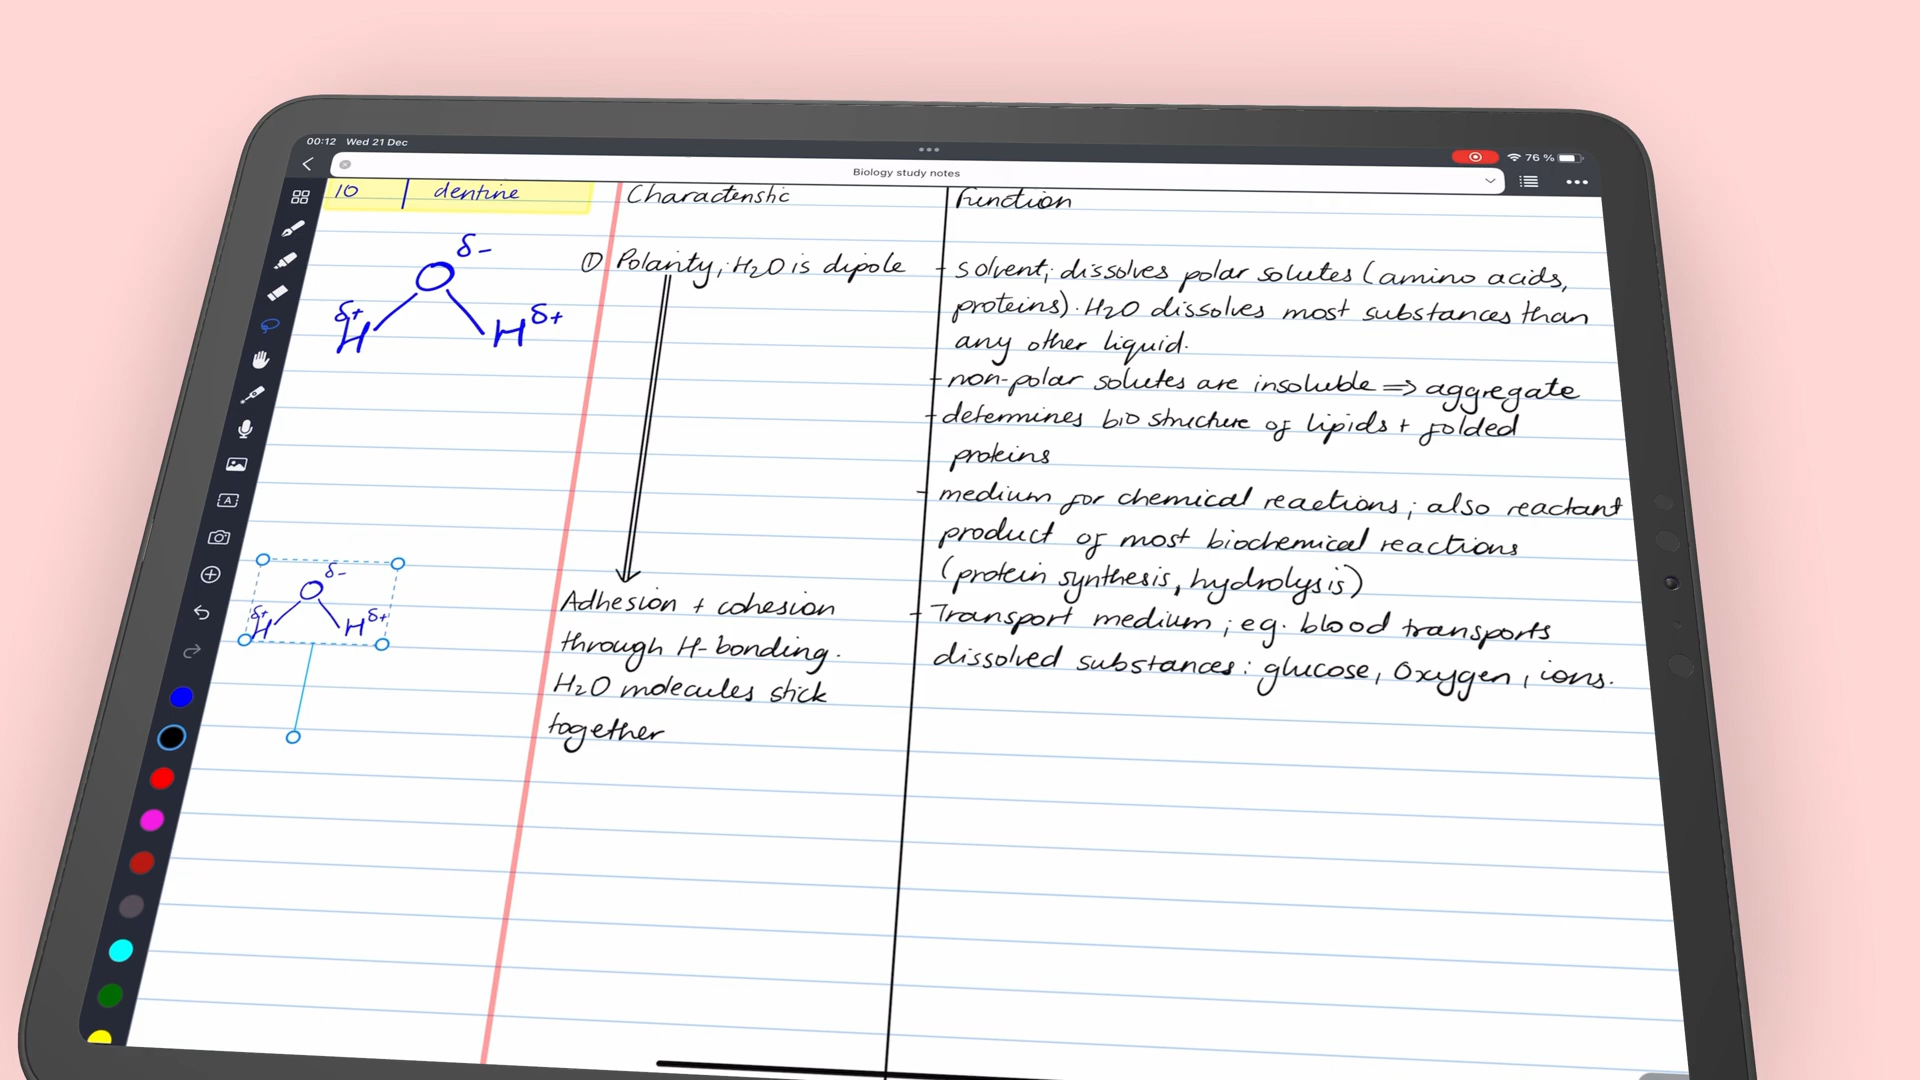 00:12 Wed 21 Dec
76 %
Biology study notes
10 dentine
Characteristic
Function
δ-
O
δ+
H
H δ+
① Polarity; H2O is dipole
Adhesion + cohesion
through H-bonding.
H2O molecules stick
together
- solvent; dissolves polar solutes (amino acids,
proteins). H2O dissolves most substances than
any other liquid.
- non-polar solutes are insoluble => aggregate
- determines bio structure of lipids + folded
proteins
- medium for chemical reactions; also reactant
product of most biochemical reactions
(protein synthesis, hydrolysis)
- Transport medium; eg. blood transports
dissolved substances: glucose, oxygen, ions.
A
δ-
O
δ+
H
H δ+